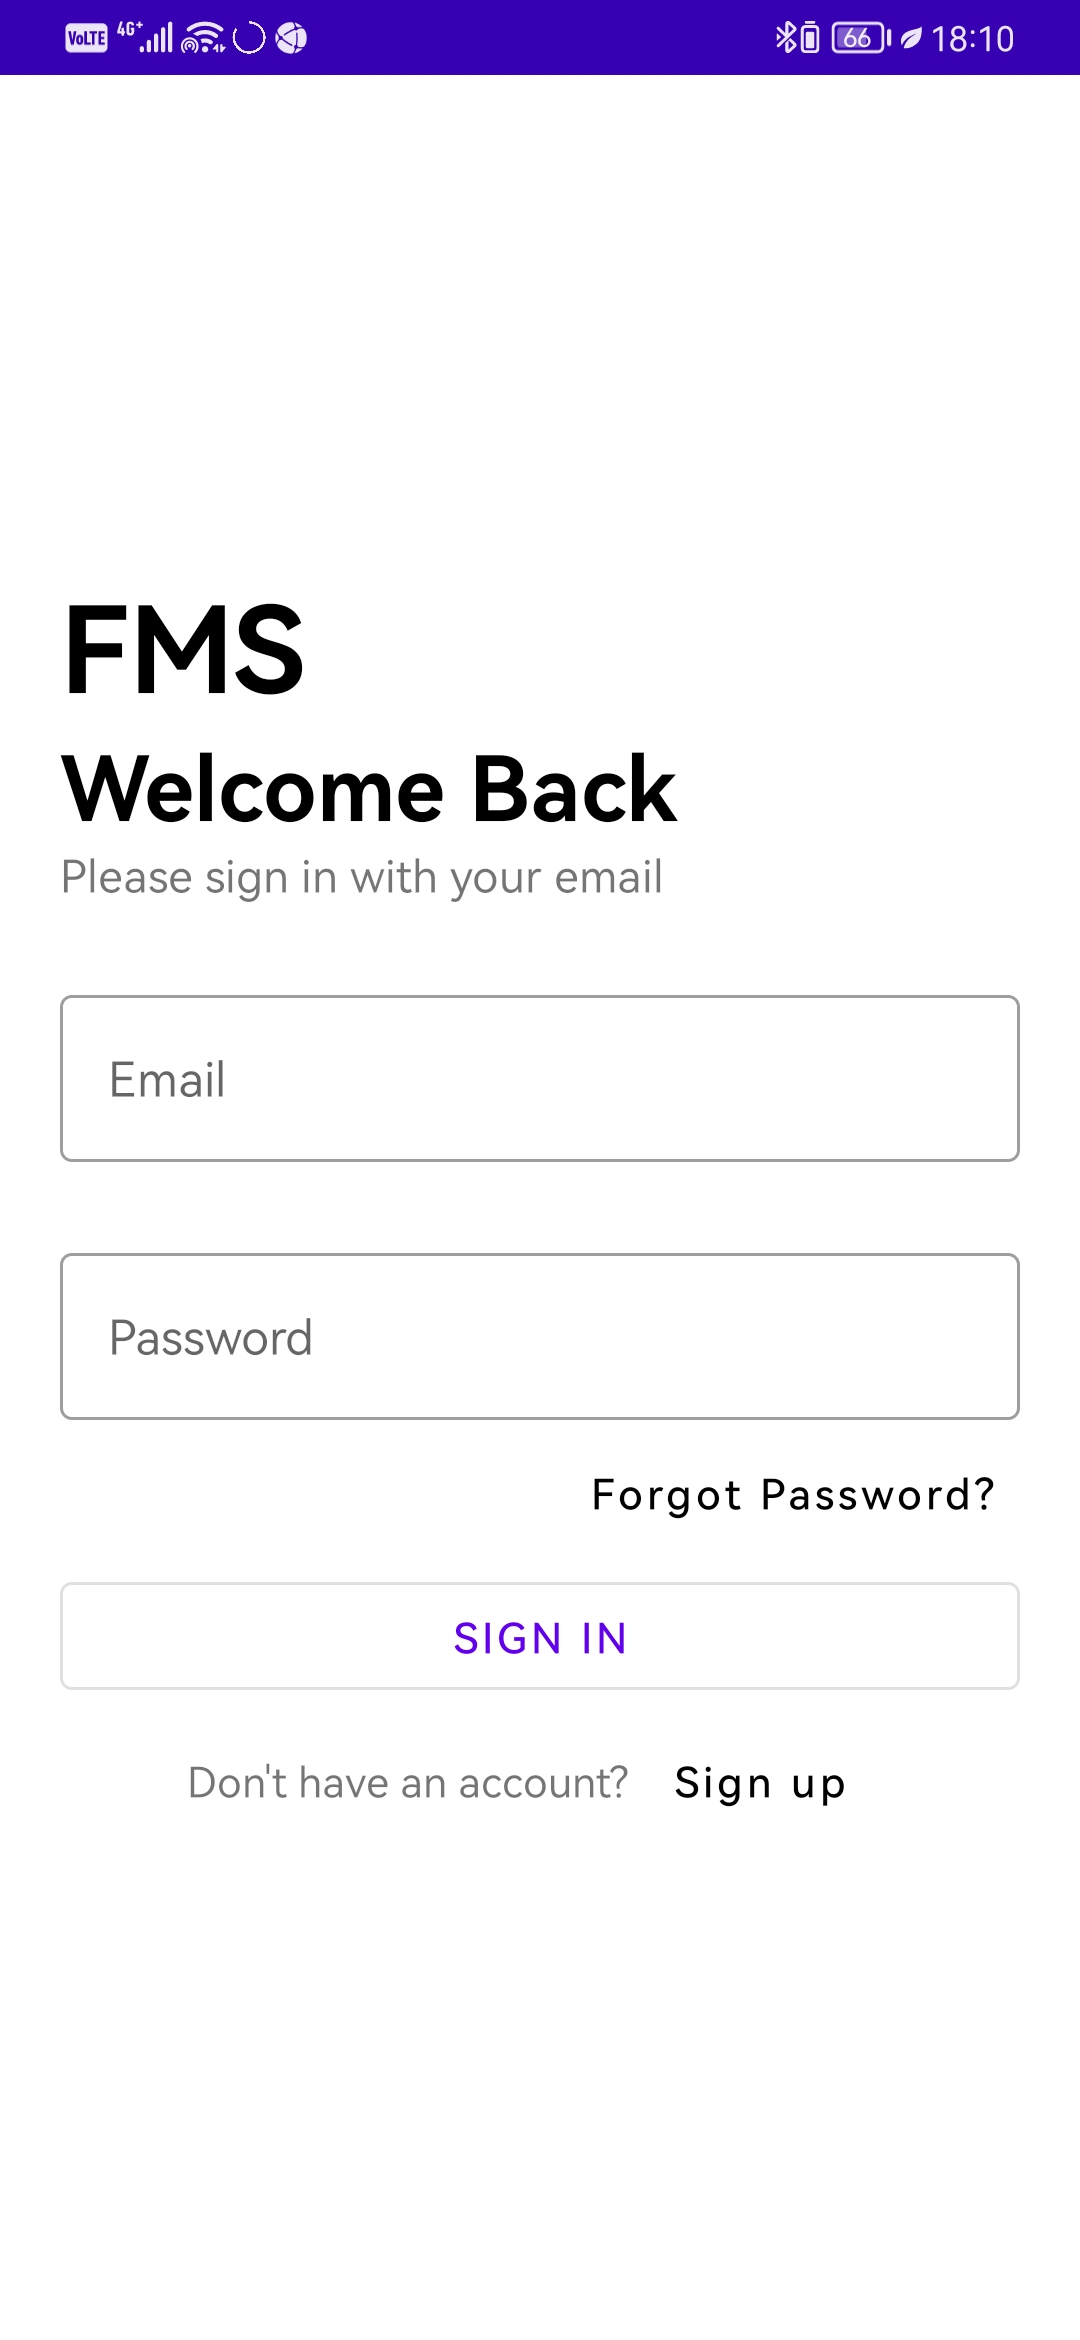 VoLTE 4G+ 66 18:10
FMS
Welcome Back
Please sign in with your email
Email
Password
Forgot Password?
SIGN IN
Don't have an account? Sign up